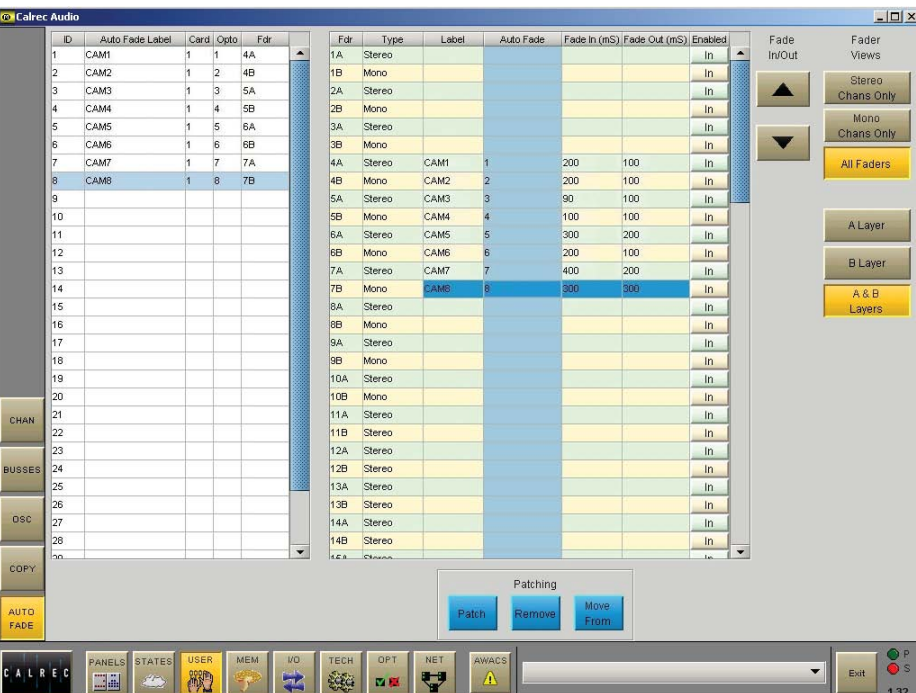 Calrec Audio
ID Auto Fade Label Card Opto Fdr
1 CAM1 1 1 4A
2 CAM2 1 2 4B
3 CAM3 1 3 5A
4 CAM4 1 4 5B
5 CAM5 1 5 6A
6 CAM6 1 6 6B
7 CAM7 1 7 7A
8 CAM8 1 8 7B
9
10
11
12
13
14
15
16
17
18
19
20
21
22
23
24
25
26
27
28
Fdr Type Label Auto Fade Fade In (mS) Fade Out (mS) Enabled
1A Stereo In
1B Mono In
2A Stereo In
2B Mono In
3A Stereo In
3B Mono In
4A Stereo CAM1 1 200 100 In
4B Mono CAM2 2 200 100 In
5A Stereo CAM3 3 90 100 In
5B Mono CAM4 4 100 100 In
6A Stereo CAM5 5 300 200 In
6B Mono CAM6 6 200 100 In
7A Stereo CAM7 7 400 200 In
7B Mono CAM8 8 300 300 In
8A Stereo In
8B Mono In
9A Stereo In
9B Mono In
10A Stereo In
10B Mono In
11A Stereo In
11B Stereo In
12A Stereo In
12B Stereo In
13A Stereo In
13B Stereo In
14A Stereo In
14B Stereo In
Fade
In/Out
Fader
Views
Stereo
Chans Only
Mono
Chans Only
All Faders
A Layer
B Layer
A & B
Layers
CHAN
BUSSES
OSC
COPY
AUTO
FADE
Patching
Patch
Remove
Move
From
CALREC
PANELS
STATES
USER
MEM
I/O
TECH
OPT
NET
AWACS
Exit
P
S
1.32